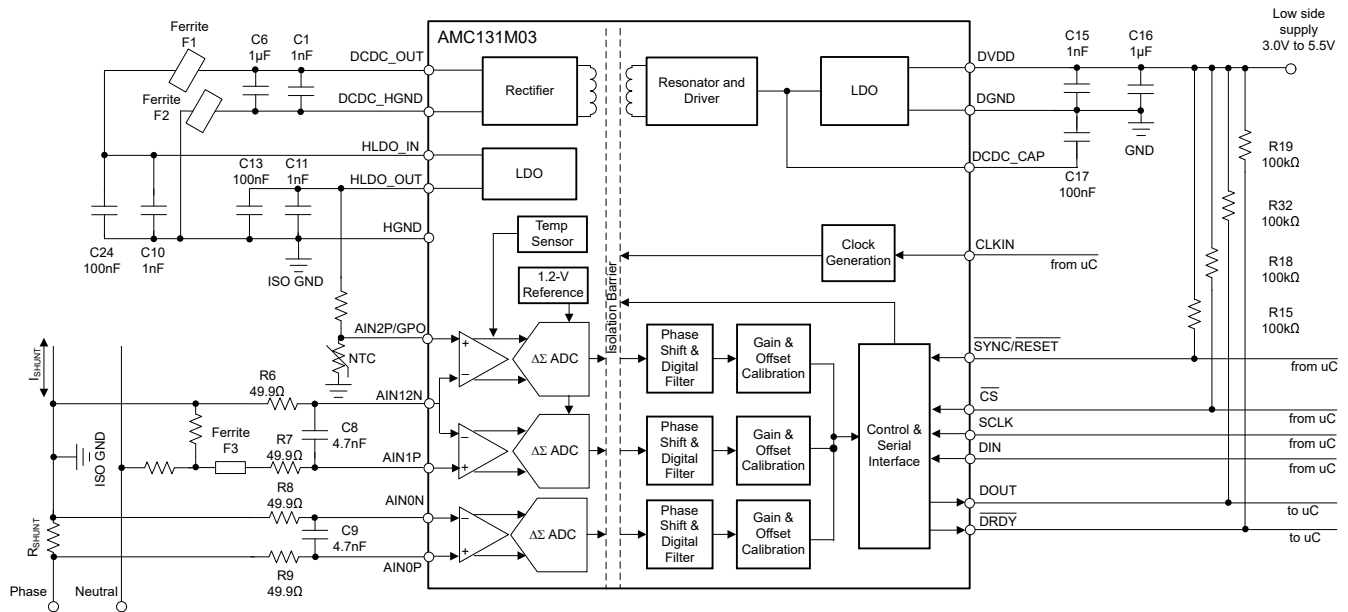 Ferrite
F1
C6
1µF
C1
1nF
AMC131M03
DCDC_OUT
Rectifier
Resonator and
Driver
LDO
DVDD
C15
1nF
C16
1µF
Low side
supply
3.0V to 5.5V
Ferrite
F2
DCDC_HGND
DGND
GND
HLDO_IN
DCDC_CAP
C17
100nF
R19
100kΩ
C13
100nF
C11
1nF
HLDO_OUT
LDO
R32
100kΩ
HGND
Temp
Sensor
Clock
Generation
CLKIN
from uC
C24
100nF
C10
1nF
ISO GND
R18
100kΩ
1.2-V
Reference
Isolation Barrier
R15
100kΩ
AIN2P/GPO
+
−
ΔΣ ADC
Phase
Shift &
Digital
Filter
Gain &
Offset
Calibration
SYNC/RESET
from uC
NTC
ISHUNT
R6
49.9Ω
AIN12N
CS
from uC
C8
4.7nF
Ferrite
F3
R7
49.9Ω
−
+
ΔΣ ADC
Phase
Shift &
Digital
Filter
Gain &
Offset
Calibration
Control &
Serial
Interface
SCLK
from uC
DIN
from uC
ISO GND
AIN1P
R8
49.9Ω
AIN0N
DOUT
to uC
RSHUNT
C9
4.7nF
−
+
ΔΣ ADC
Phase
Shift &
Digital
Filter
Gain &
Offset
Calibration
DRDY
to uC
R9
49.9Ω
AIN0P
Phase
Neutral